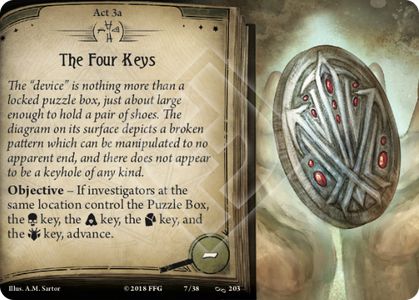 Act 3a
The Four Keys
The “device” is nothing more than a
locked puzzle box, just about large
enough to hold a pair of shoes. The
diagram on its surface depicts a broken
pattern which can be manipulated to no
apparent end, and there does not appear
to be a keyhole of any kind.
Objective – If investigators at the
same location control the Puzzle Box,
the key, the key, the key, and
the key, advance.
–
Illus. A.M. Sartor ©2018 FFG 7/38 203